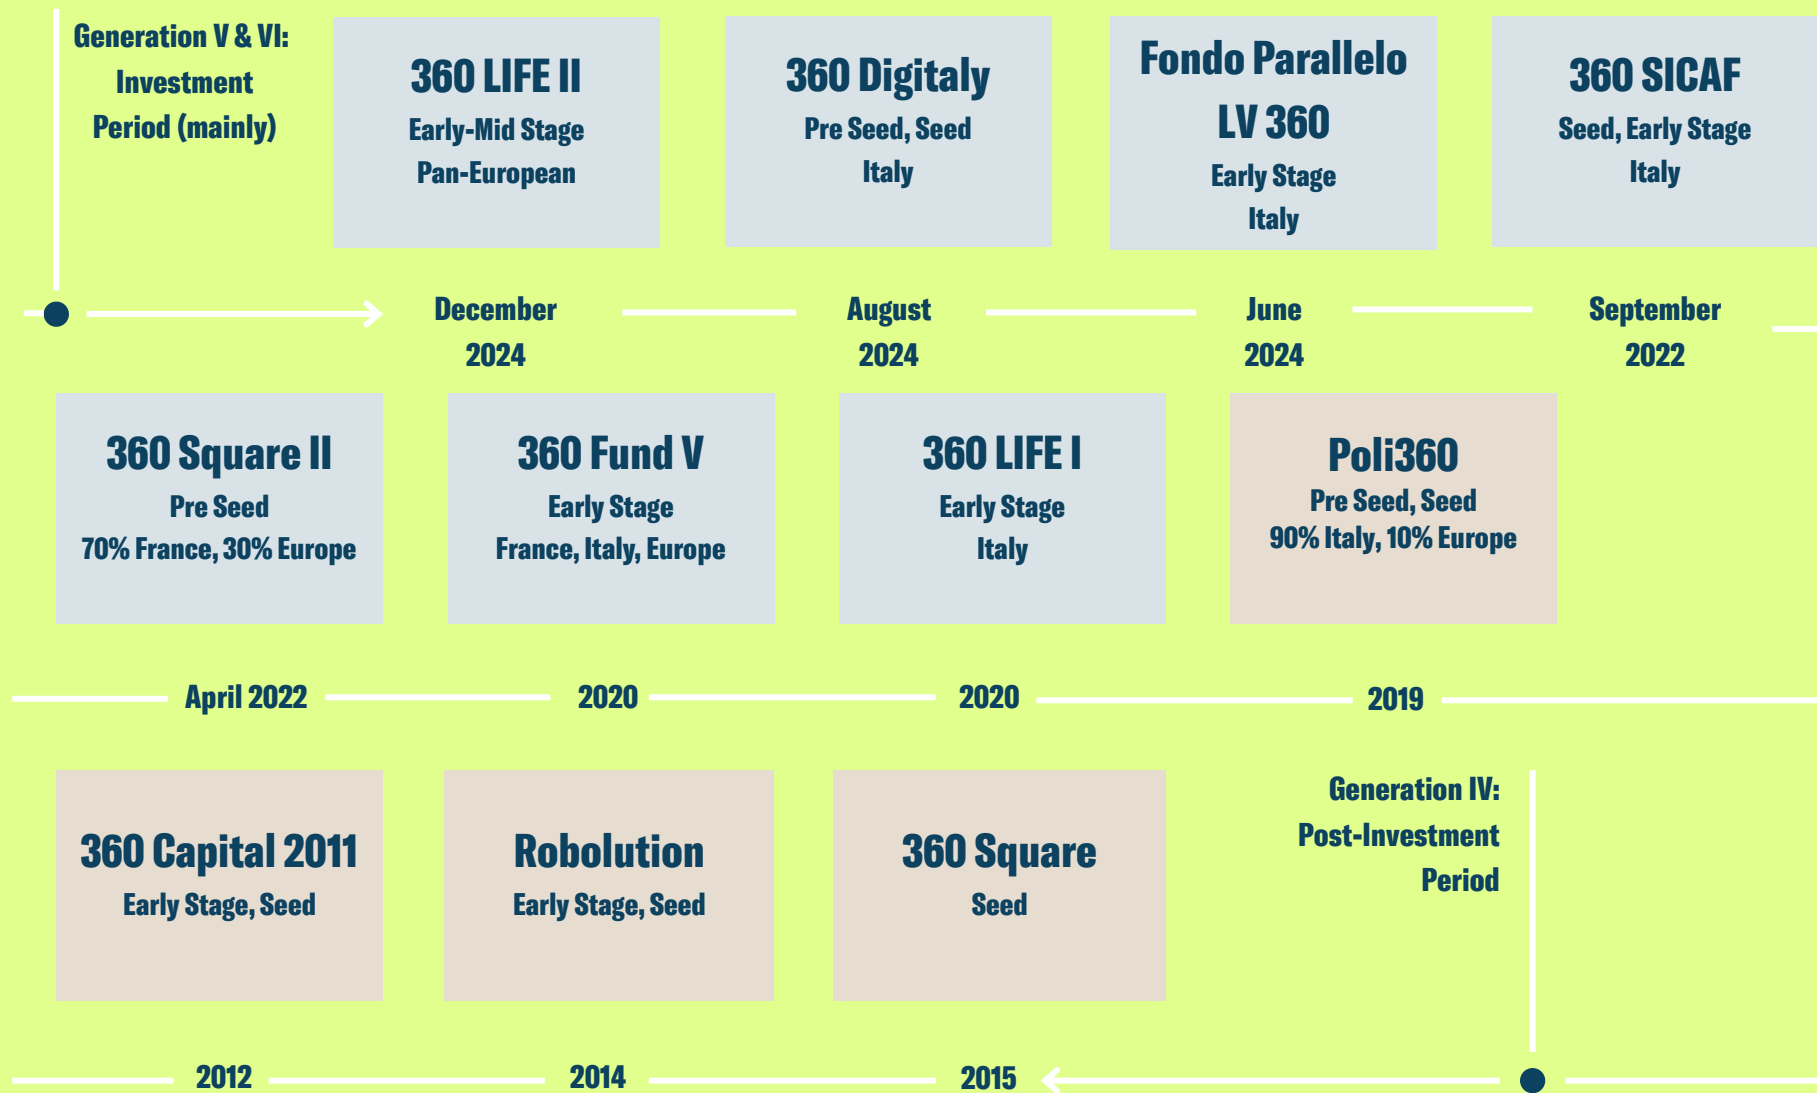 Generation V & VI:
Investment
Period (mainly)
360 LIFE II
Early-Mid Stage
Pan-European
360 Digitaly
Pre Seed, Seed
Italy
Fondo Parallelo
LV 360
Early Stage
Italy
360 SICAF
Seed, Early Stage
Italy
December
2024
August
2024
June
2024
September
2022
360 Square II
Pre Seed
70% France, 30% Europe
360 Fund V
Early Stage
France, Italy, Europe
360 LIFE I
Early Stage
Italy
Poli360
Pre Seed, Seed
90% Italy, 10% Europe
April 2022
2020
2020
2019
360 Capital 2011
Early Stage, Seed
Robolution
Early Stage, Seed
360 Square
Seed
Generation IV:
Post-Investment
Period
2012
2014
2015